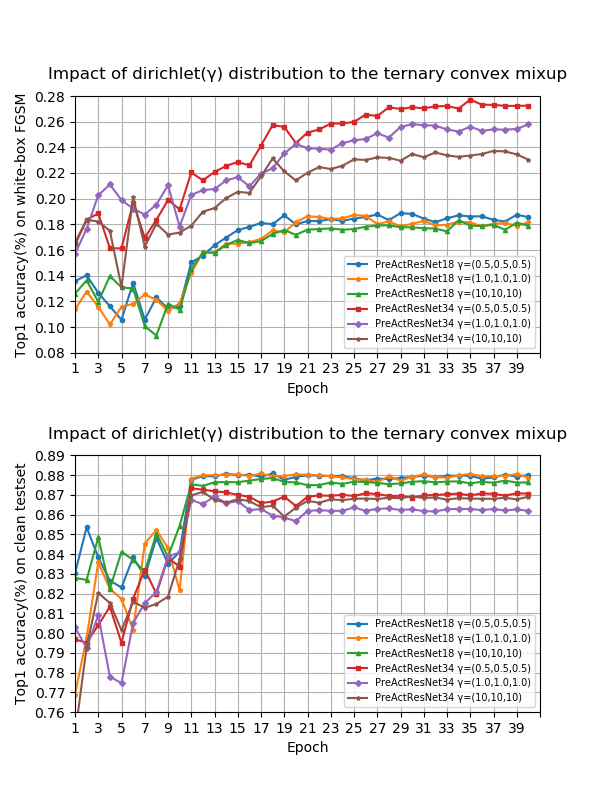 Impact of dirichlet(γ) distribution to the ternary convex mixup
Top1 accuracy(%) on white-box FGSM
0.28
0.26
0.24
0.22
0.20
0.18
0.16
0.14
0.12
0.10
0.08
PreActResNet18 γ=(0.5,0.5,0.5)
PreActResNet18 γ=(1.0,1.0,1.0)
PreActResNet18 γ=(10,10,10)
PreActResNet34 γ=(0.5,0.5,0.5)
PreActResNet34 γ=(1.0,1.0,1.0)
PreActResNet34 γ=(10,10,10)
1 3 5 7 9 11 13 15 17 19 21 23 25 27 29 31 33 35 37 39
Epoch
Impact of dirichlet(γ) distribution to the ternary convex mixup
Top1 accuracy(%) on clean testset
0.89
0.88
0.87
0.86
0.85
0.84
0.83
0.82
0.81
0.80
0.79
0.78
0.77
0.76
PreActResNet18 γ=(0.5,0.5,0.5)
PreActResNet18 γ=(1.0,1.0,1.0)
PreActResNet18 γ=(10,10,10)
PreActResNet34 γ=(0.5,0.5,0.5)
PreActResNet34 γ=(1.0,1.0,1.0)
PreActResNet34 γ=(10,10,10)
1 3 5 7 9 11 13 15 17 19 21 23 25 27 29 31 33 35 37 39
Epoch